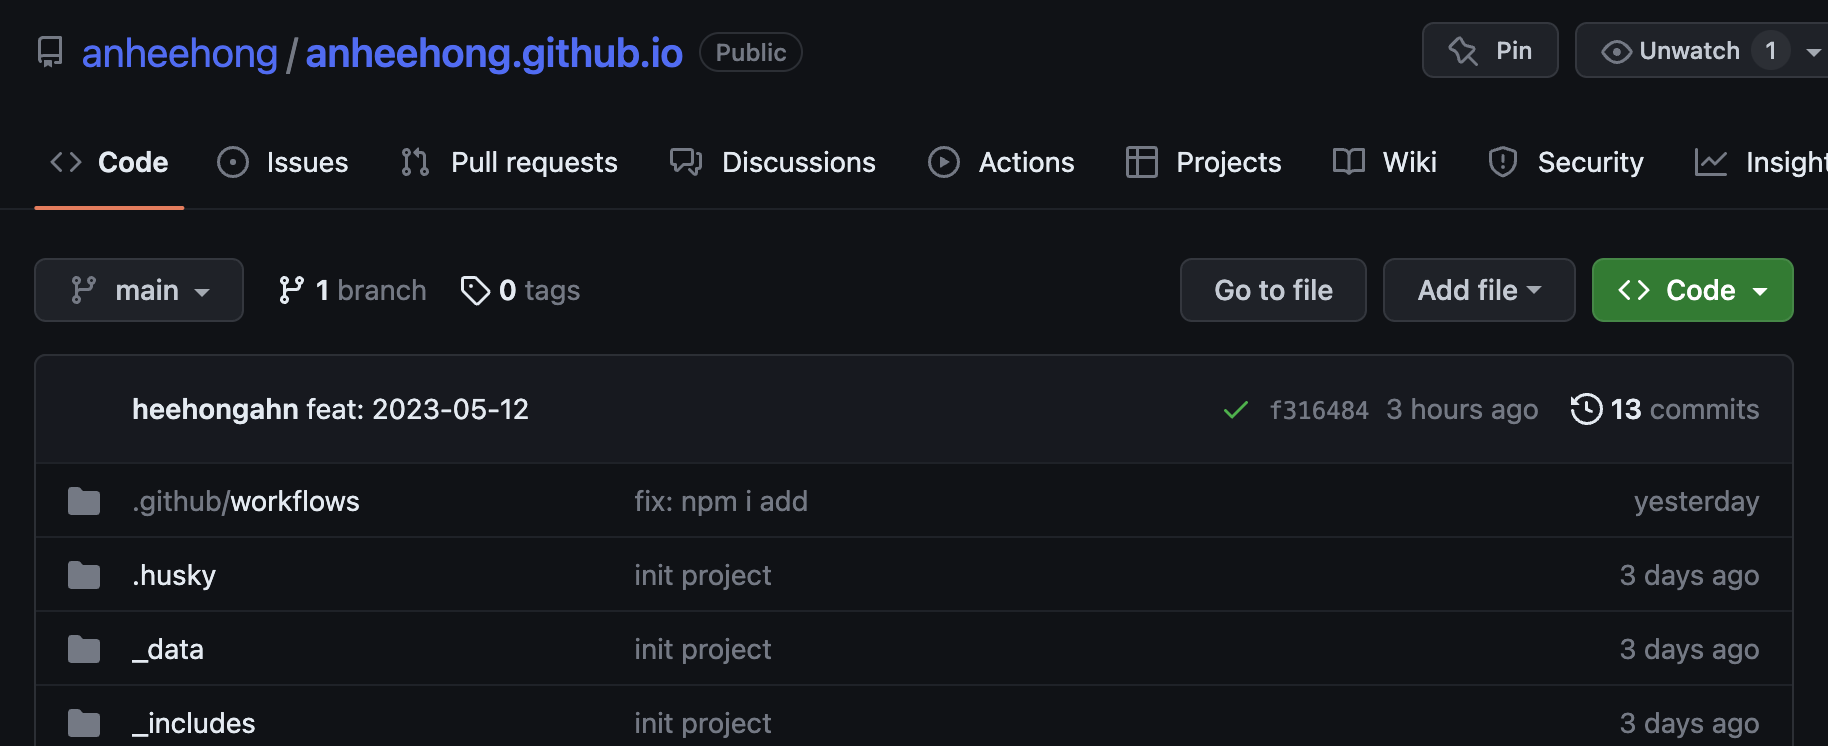 anheehong / anheehong.github.io Public Pin Unwatch 1
Code Issues Pull requests Discussions Actions Projects Wiki Security Insight
main 1 branch 0 tags Go to file Add file Code
heehongahn feat: 2023-05-12 f316484 3 hours ago 13 commits
.github/workflows fix: npm i add yesterday
.husky init project 3 days ago
_data init project 3 days ago
_includes init project 3 days ago